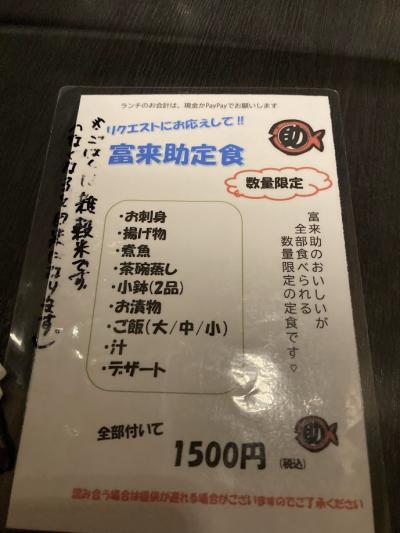 ランチのお会計は、現金かPayPayでお願いします
リクエストにお応えして!!
助
富来助定食
数量限定
・お刺身
・揚げ物
・煮魚
・茶碗蒸し
・小鉢(2品)
・お漬物
・ご飯(大/中/小)
・汁
・デザート
富来助のおいしいが
全部食べられる
数量限定の定食です♡
※ごはんは雑穀米です。
全部付いて
1500円
(税込)
助
混み合う場合は提供が遅れる場合がございますのでご了承ください